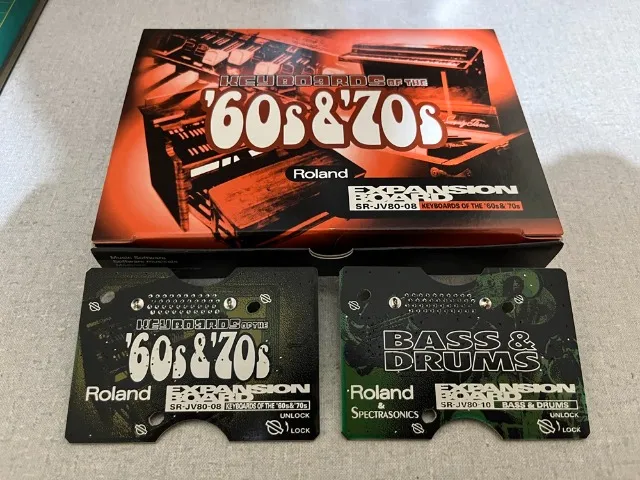 KEYBOARDS OF THE
'60s & '70s
Roland
EXPANSION
BOARD
SR-JV80-08 KEYBOARDS OF THE '60s & '70s
Music Software
KEYBOARDS OF THE
'60s & '70s
Roland
EXPANSION
BOARD
SR-JV80-08 KEYBOARDS OF THE '60s & '70s
UNLOCK
LOCK
BASS &
DRUMS
Roland
&
SPECTRASONICS
EXPANSION
BOARD
SR-JV80-10 BASS & DRUMS
UNLOCK
LOCK